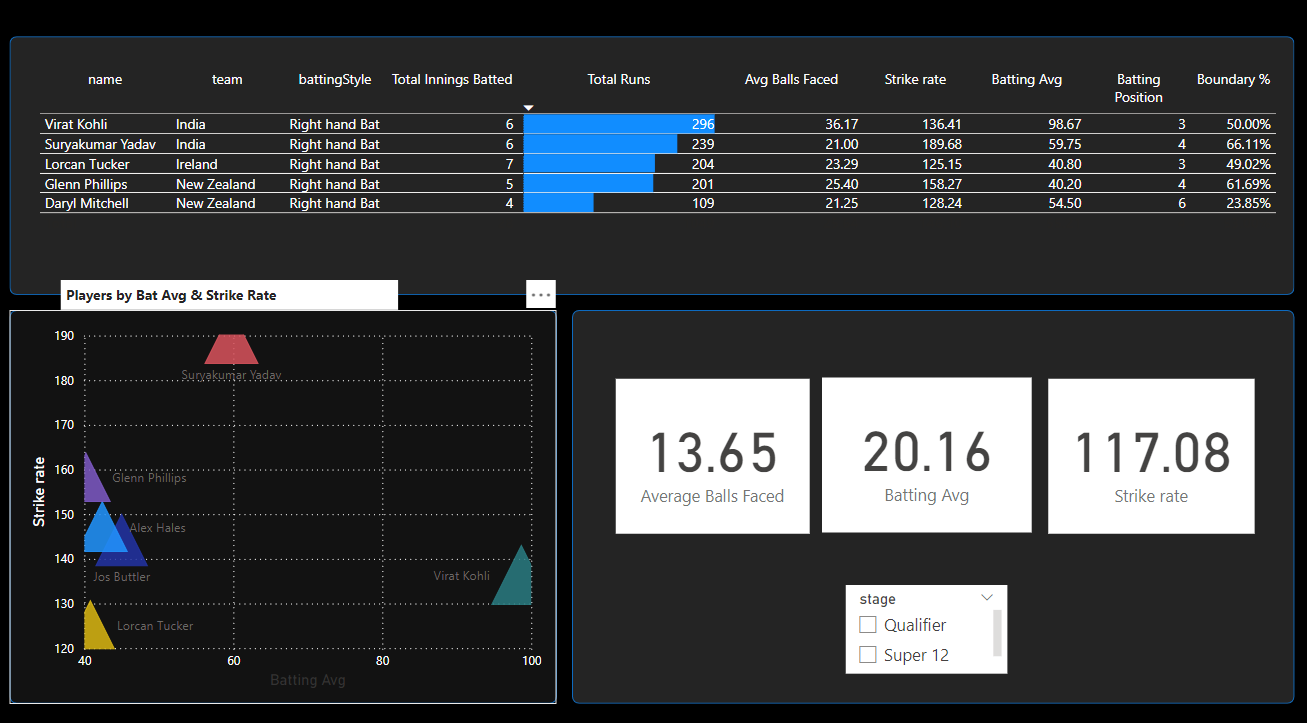 name team battingStyle Total Innings Batted Total Runs Avg Balls Faced Strike rate Batting Avg Batting Position Boundary %
Virat Kohli India Right hand Bat 6 296 36.17 136.41 98.67 3 50.00%
Suryakumar Yadav India Right hand Bat 6 239 21.00 189.68 59.75 4 66.11%
Lorcan Tucker Ireland Right hand Bat 7 204 23.29 125.15 40.80 3 49.02%
Glenn Phillips New Zealand Right hand Bat 5 201 25.40 158.27 40.20 4 61.69%
Daryl Mitchell New Zealand Right hand Bat 4 109 21.25 128.24 54.50 6 23.85%
Players by Bat Avg & Strike Rate
190
Suryakumar Yadav
180
170
160
Glenn Phillips
150
Alex Hales
140
Jos Buttler
Virat Kohli
130
Lorcan Tucker
120
40 60 80 100
Strike rate
Batting Avg
13.65
Average Balls Faced
20.16
Batting Avg
117.08
Strike rate
stage
Qualifier
Super 12